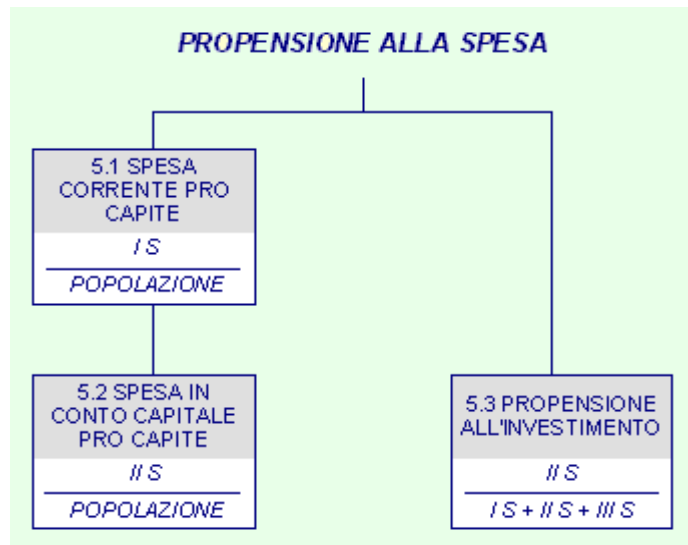 PROPENSIONE ALLA SPESA
5.1 SPESA
CORRENTE PRO
CAPITE
I S
POPOLAZIONE
5.2 SPESA IN
CONTO CAPITALE
PRO CAPITE
II S
POPOLAZIONE
5.3 PROPENSIONE
ALL'INVESTIMENTO
II S
I S + II S + III S